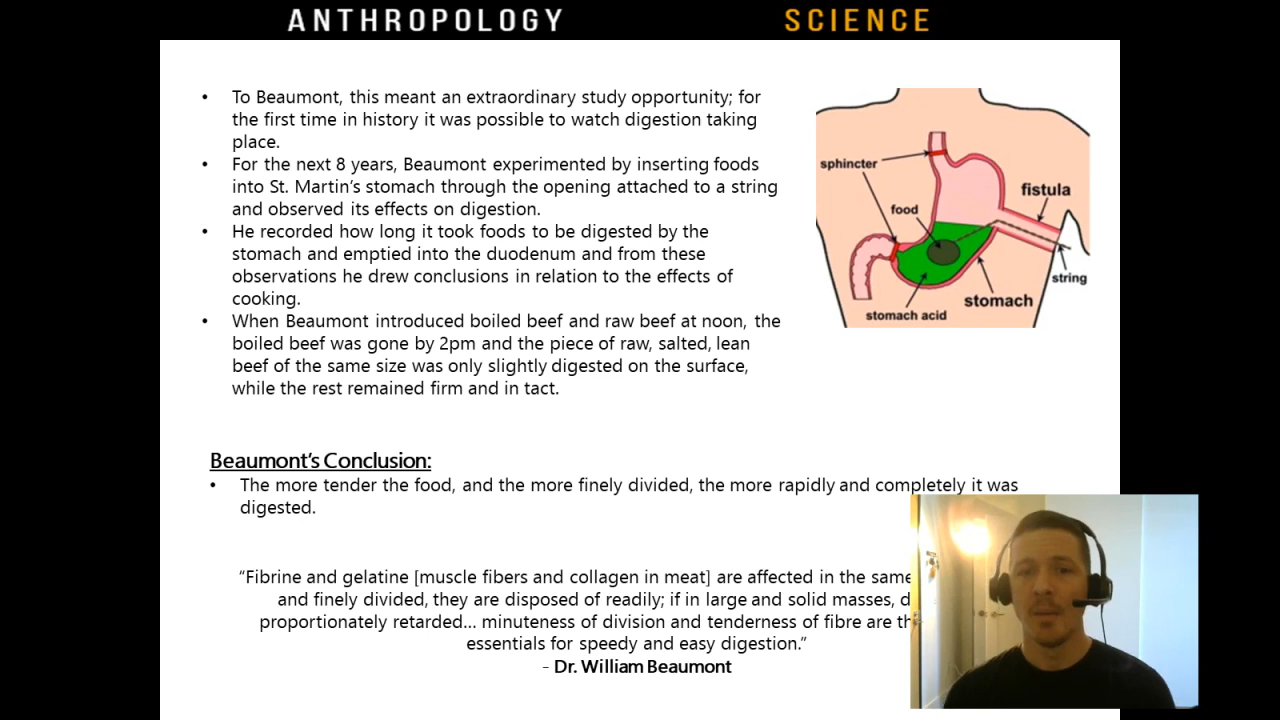 ANTHROPOLOGY SCIENCE
• To Beaumont, this meant an extraordinary study opportunity; for
the first time in history it was possible to watch digestion taking
place.
• For the next 8 years, Beaumont experimented by inserting foods
into St. Martin's stomach through the opening attached to a string
and observed its effects on digestion.
• He recorded how long it took foods to be digested by the
stomach and emptied into the duodenum and from these
observations he drew conclusions in relation to the effects of
cooking.
• When Beaumont introduced boiled beef and raw beef at noon, the
boiled beef was gone by 2pm and the piece of raw, salted, lean
beef of the same size was only slightly digested on the surface,
while the rest remained firm and in tact.
sphincter
fistula
food
string
stomach
stomach acid
Beaumont's Conclusion:
• The more tender the food, and the more finely divided, the more rapidly and completely it was
digested.
“Fibrine and gelatine [muscle fibers and collagen in meat] are affected in the same
and finely divided, they are disposed of readily; if in large and solid masses,
proportionately retarded... minuteness of division and tenderness of fibre are
essentials for speedy and easy digestion.”
- Dr. William Beaumont